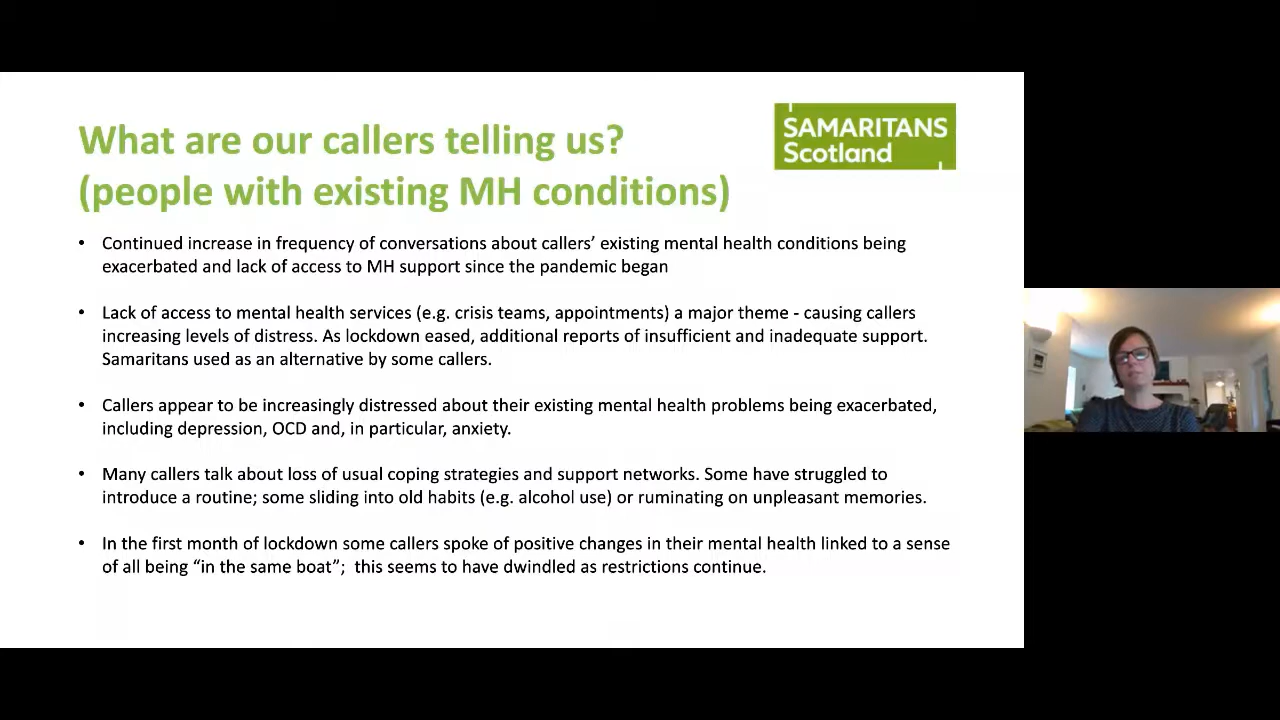 What are our callers telling us?
(people with existing MH conditions)
SAMARITANS
Scotland
• Continued increase in frequency of conversations about callers’ existing mental health conditions being
exacerbated and lack of access to MH support since the pandemic began
• Lack of access to mental health services (e.g. crisis teams, appointments) a major theme - causing callers
increasing levels of distress. As lockdown eased, additional reports of insufficient and inadequate support.
Samaritans used as an alternative by some callers.
• Callers appear to be increasingly distressed about their existing mental health problems being exacerbated,
including depression, OCD and, in particular, anxiety.
• Many callers talk about loss of usual coping strategies and support networks. Some have struggled to
introduce a routine; some sliding into old habits (e.g. alcohol use) or ruminating on unpleasant memories.
• In the first month of lockdown some callers spoke of positive changes in their mental health linked to a sense
of all being “in the same boat”;  this seems to have dwindled as restrictions continue.